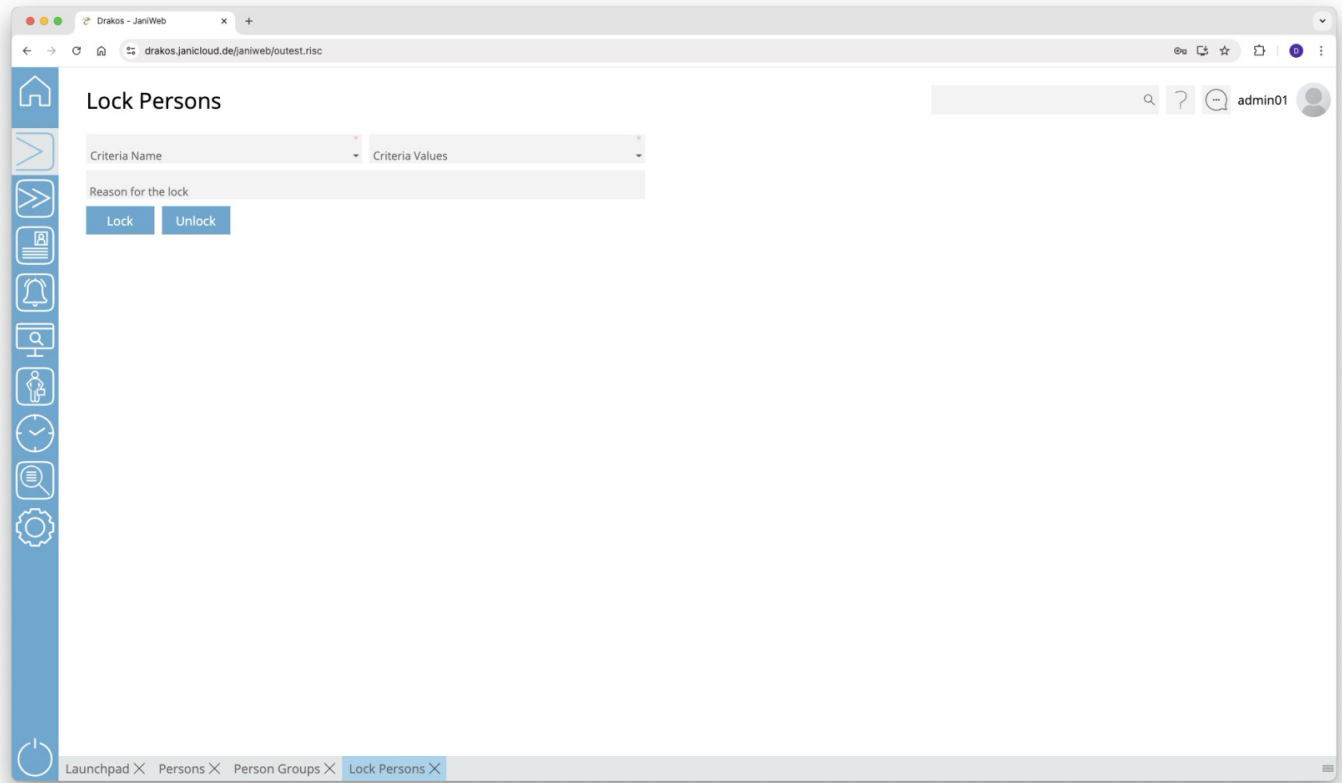 Drakos - JaniWeb
drakos.janicloud.de/janiweb/outest.risc
D
Lock Persons
?
admin01
Criteria Name * Criteria Values *
Reason for the lock
Lock Unlock
Launchpad Persons Person Groups Lock Persons